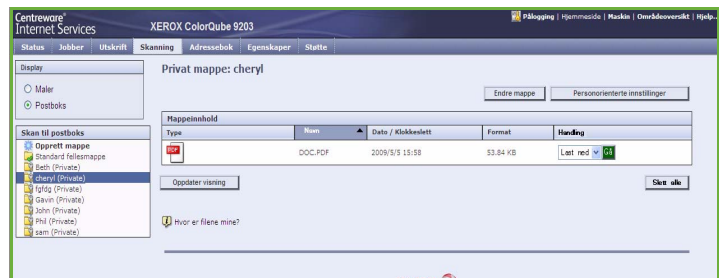 Centreware®
Internet Services
XEROX ColorQube 9203
Pålogging | Hjemmeside | Maskin | Områdeoversikt | Hjelp...
Status Jobber Utskrift Skanning Adressebok Egenskaper Støtte
Display
Maler
Postboks
Skan til postboks
Opprett mappe
Standard fellesmappe
Beth (Private)
cheryl (Private)
fgfdg (Private)
Gavin (Private)
John (Private)
Phil (Private)
sam (Private)
Privat mappe: cheryl
Endre mappe Personorienterte innstillinger
Mappeinnhold
Type Navn Dato / Klokkeslett Format Handling
PDF DOC.PDF 2009/5/5 15:58 53.84 KB Last ned Gå
Oppdater visning Slett alle
Hvor er filene mine?